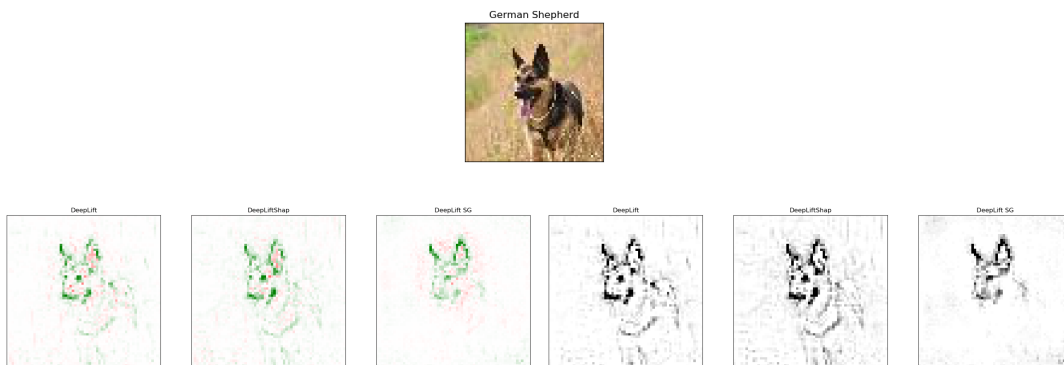 German Shepherd
DeepLift
DeepLiftShap
DeepLift SG
DeepLift
DeepLiftShap
DeepLift SG